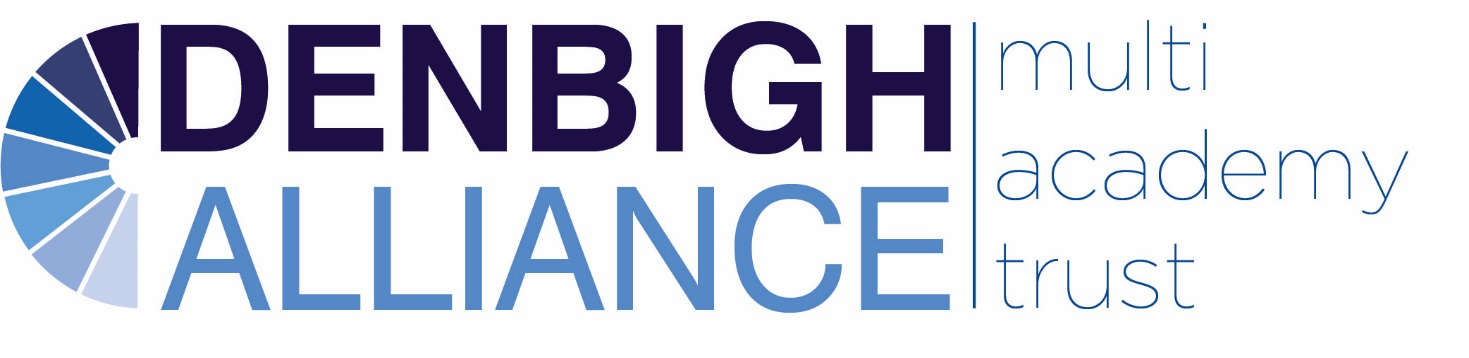 DENBIGH
ALLIANCE
multi
academy
trust